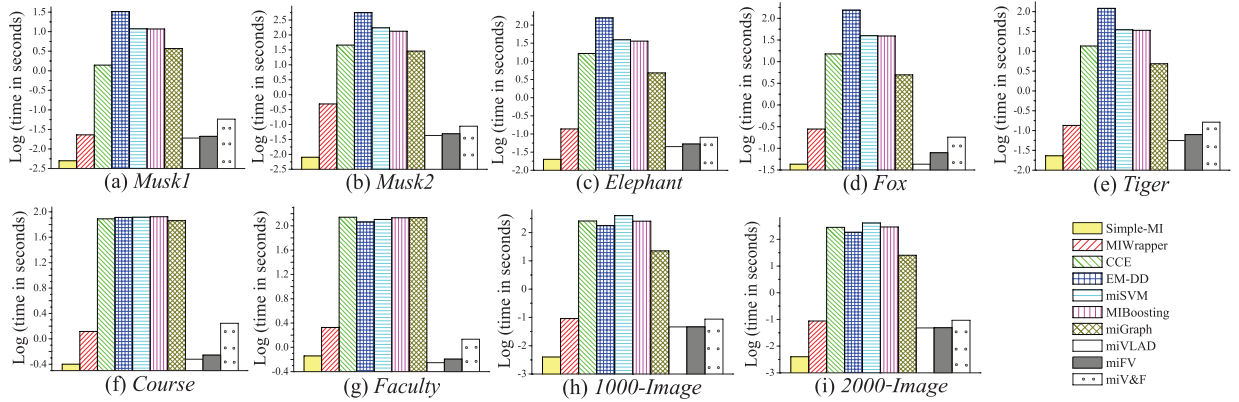 Log (time in seconds)
1.5
1.0
0.5
0.0
-0.5
-1.0
-1.5
-2.0
-2.5
(a) Musk1
Log (time in seconds)
2.5
2.0
1.5
1.0
0.5
0.0
-0.5
-1.0
-1.5
-2.0
-2.5
(b) Musk2
Log (time in seconds)
2.0
1.5
1.0
0.5
0.0
-0.5
-1.0
-1.5
-2.0
(c) Elephant
Log (time in seconds)
2.0
1.5
1.0
0.5
0.0
-0.5
-1.0
-1.5
(d) Fox
Log (time in seconds)
2.0
1.5
1.0
0.5
0.0
-0.5
-1.0
-1.5
-2.0
(e) Tiger
Log (time in seconds)
2.0
1.6
1.2
0.8
0.4
0.0
-0.4
(f) Course
Log (time in seconds)
2.0
1.6
1.2
0.8
0.4
0.0
-0.4
(g) Faculty
Log (time in seconds)
2
1
0
-1
-2
-3
(h) 1000-Image
Log (time in seconds)
2
1
0
-1
-2
-3
(i) 2000-Image
Simple-MI
MIWrapper
CCE
EM-DD
miSVM
MIBoosting
miGraph
miVLAD
miFV
miV&F